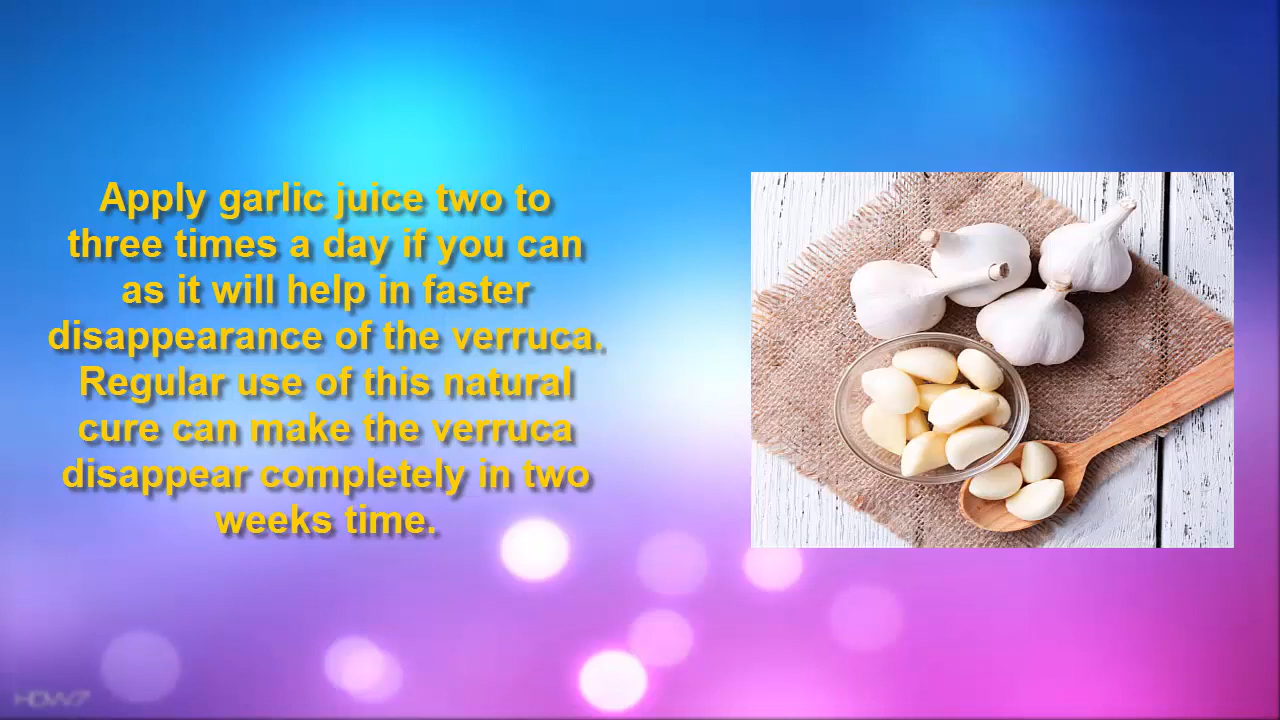 Apply garlic juice two to
three times a day if you can
as it will help in faster
disappearance of the verruca.
Regular use of this natural
cure can make the verruca
disappear completely in two
weeks time.
HDW7